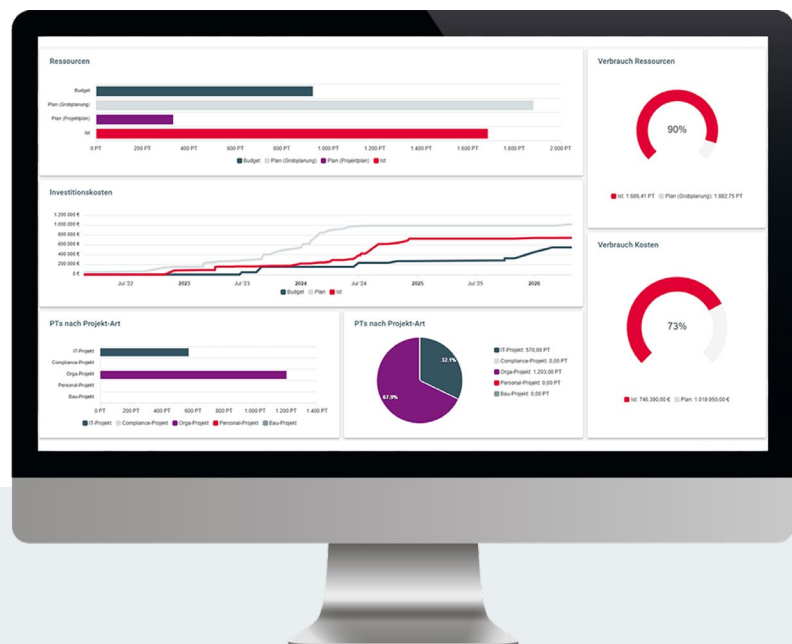 Ressourcen
Budget
Plan (Grobplanung)
Plan (Projektplan)
Ist
0 PT 200 PT 400 PT 600 PT 800 PT 1.000 PT 1.200 PT 1.400 PT 1.600 PT 1.800 PT 2.000 PT
Budget Plan (Grobplanung) Plan (Projektplan) Ist
Verbrauch Ressourcen
90%
Ist: 1.686,41 PT Plan (Grobplanung): 1.882,75 PT
Investitionskosten
1.200 000 €
1.000 000 €
800 000 €
600 000 €
400 000 €
200 000 €
0 €
Jul '22 2023 Jul '23 2024 Jul '24 2025 Jul '25 2026
Budget Plan Ist
Verbrauch Kosten
73%
Ist: 746.390,00 € Plan: 1.019.950,00 €
PTs nach Projekt-Art
IT-Projekt
Compliance-Projekt
Orga-Projekt
Personal-Projekt
Bau-Projekt
0 PT 200 PT 400 PT 600 PT 800 PT 1.000 PT 1.200 PT 1.400 PT
IT-Projekt Compliance-Projekt Orga-Projekt Personal-Projekt Bau-Projekt
PTs nach Projekt-Art
32.1%
67.9%
IT-Projekt: 570,00 PT
Compliance-Projekt: 0,00 PT
Orga-Projekt: 1.203,00 PT
Personal-Projekt: 0,00 PT
Bau-Projekt: 0,00 PT